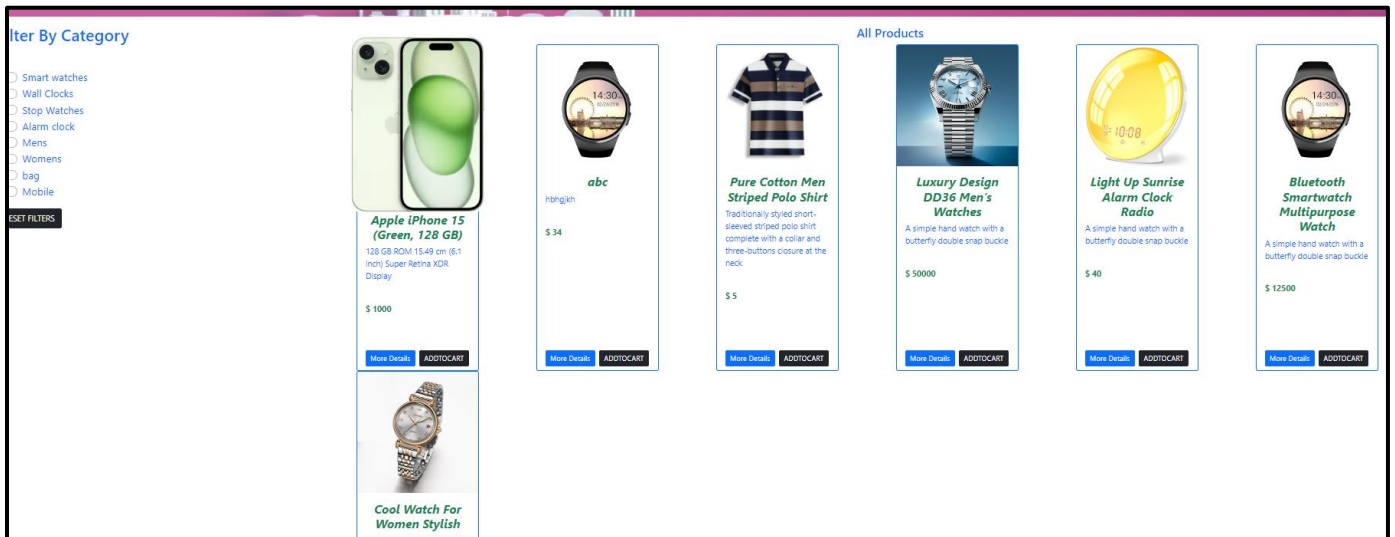 lter By Category
All Products
Smart watches
Wall Clocks
Stop Watches
Alarm clock
Mens
Womens
bag
Mobile
ESET FILTERS
Apple iPhone 15
(Green, 128 GB)
128 GB ROM 15.49 cm (6.1
inch) Super Retina XDR
Display
$ 1000
More Details ADDTOCART
14:30
abc
hbhgjkh
$ 34
More Details ADDTOCART
Pure Cotton Men
Striped Polo Shirt
Traditionally styled short-
sleeved striped polo shirt
complete with a collar and
three-buttons closure at the
neck
$ 5
More Details ADDTOCART
Luxury Design
DD36 Men's
Watches
A simple hand watch with a
butterfly double snap buckle
$ 50000
More Details ADDTOCART
10:08
Light Up Sunrise
Alarm Clock
Radio
A simple hand watch with a
butterfly double snap buckle
$ 40
More Details ADDTOCART
14:30
Bluetooth
Smartwatch
Multipurpose
Watch
A simple hand watch with a
butterfly double snap buckle
$ 12500
More Details ADDTOCART
Cool Watch For
Women Stylish